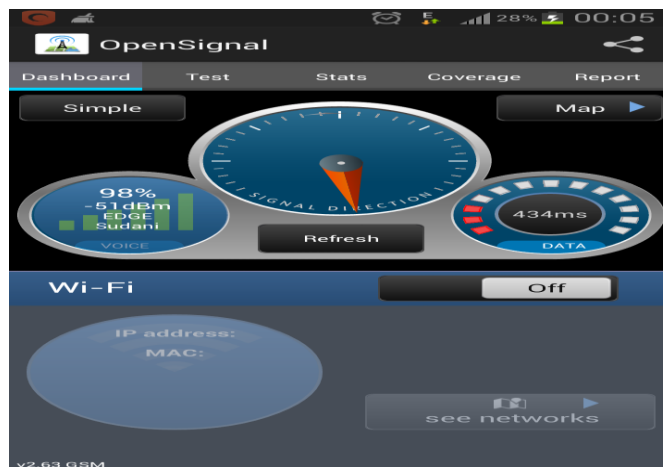 E 28% 00:05
OpenSignal
Dashboard Test Stats Coverage Report
Simple
Map
SIGNAL DIRECTION
98%
-51dBm
EDGE
Sudani
VOICE
434ms
DATA
Refresh
Wi-Fi
Off
IP address:
MAC:
see networks
v2.63 GSM